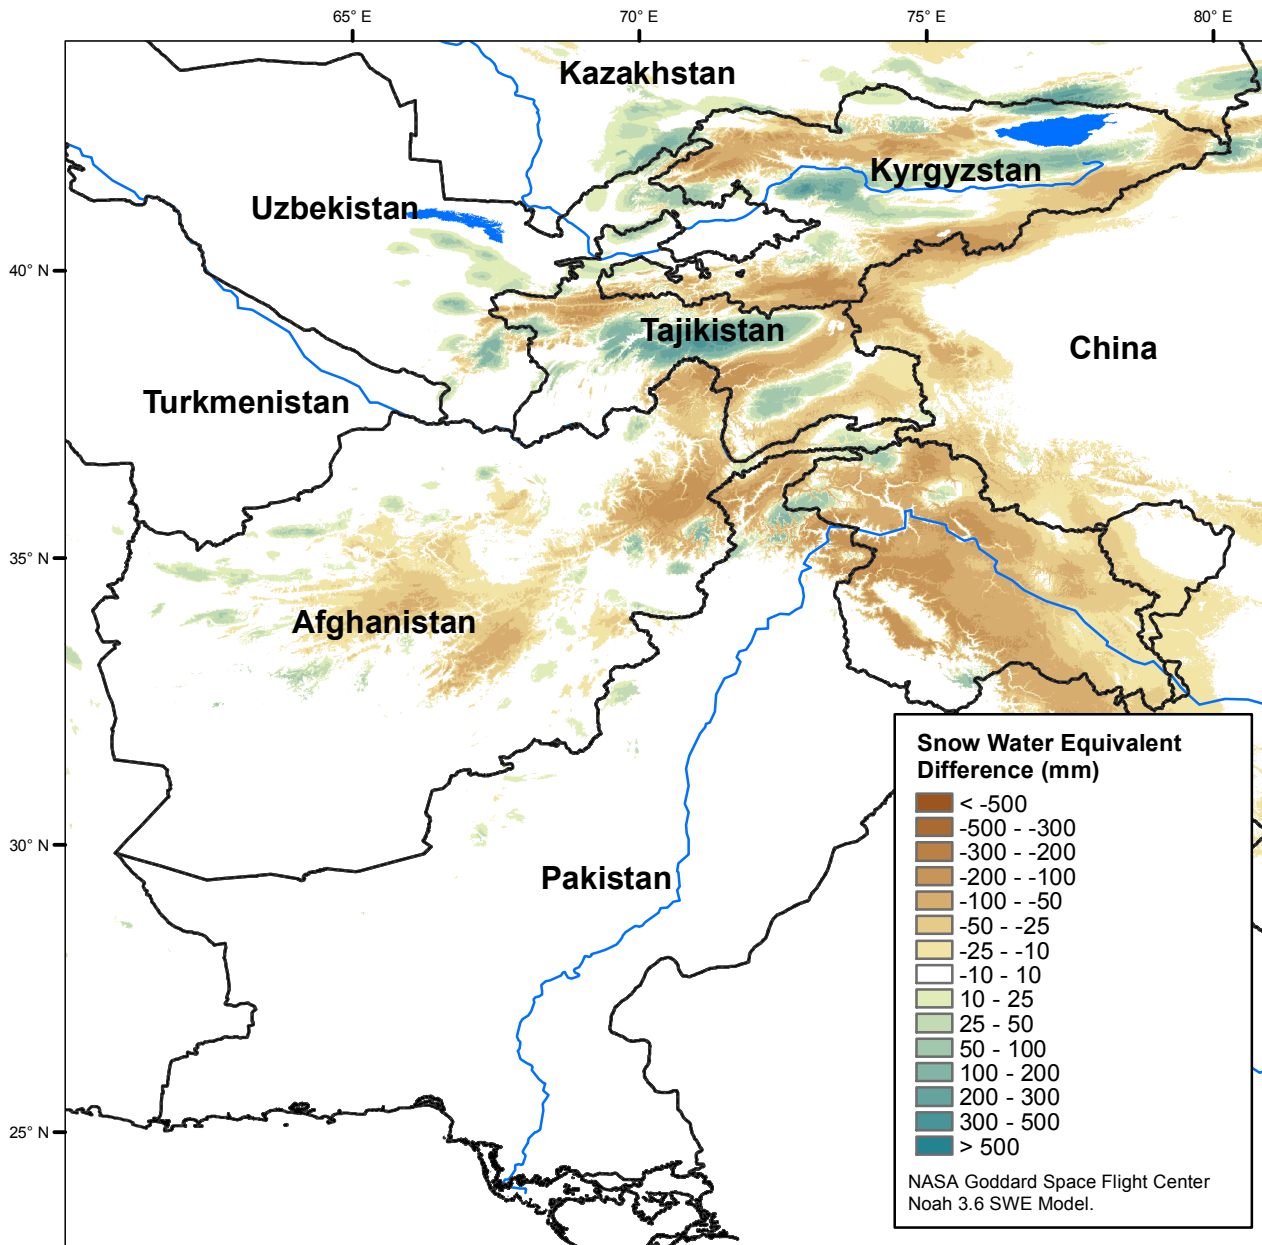 65° E
70° E
75° E
80° E
Kazakhstan
Kyrgyzstan
Uzbekistan
40° N
Tajikistan
China
Turkmenistan
35° N
Afghanistan
30° N
Pakistan
25° N
Snow Water Equivalent
Difference (mm)
< -500
-500 - -300
-300 - -200
-200 - -100
-100 - -50
-50 - -25
-25 - -10
-10 - 10
10 - 25
25 - 50
50 - 100
100 - 200
200 - 300
300 - 500
> 500
NASA Goddard Space Flight Center
Noah 3.6 SWE Model.